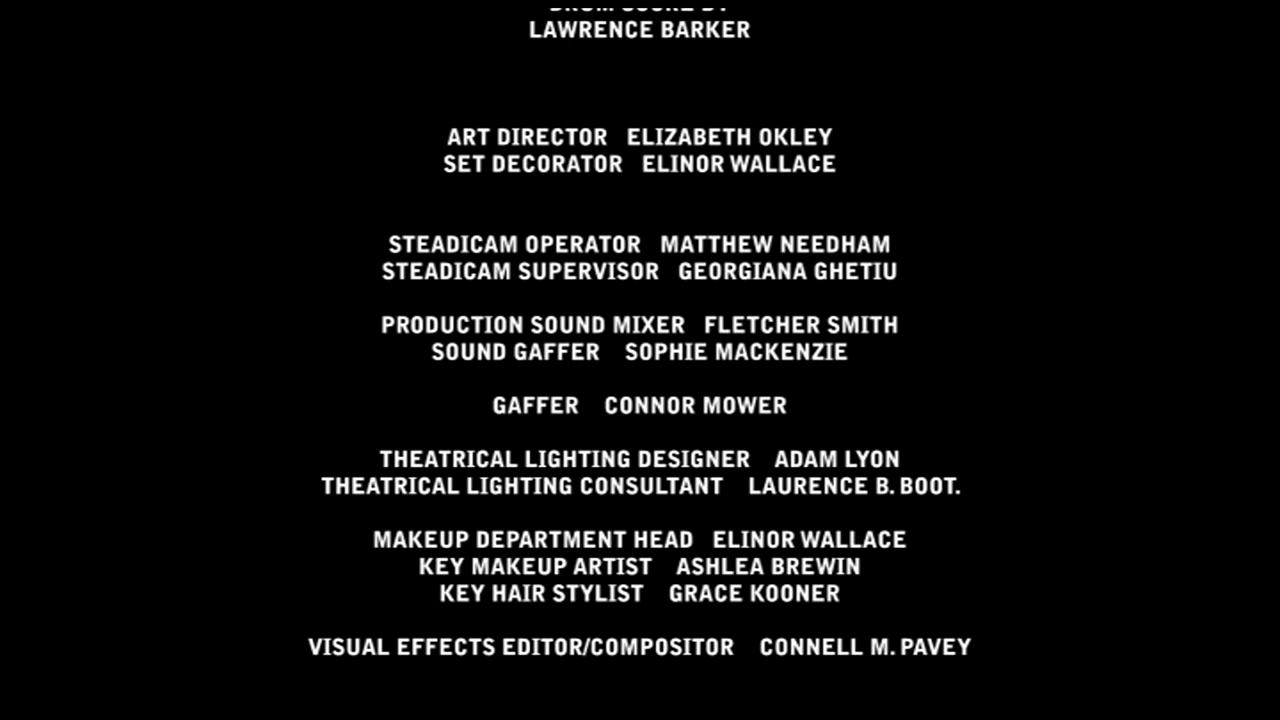 DRUM SCORE BY
LAWRENCE BARKER
ART DIRECTOR ELIZABETH OKLEY
SET DECORATOR ELINOR WALLACE
STEADICAM OPERATOR MATTHEW NEEDHAM
STEADICAM SUPERVISOR GEORGIANA GHETIU
PRODUCTION SOUND MIXER FLETCHER SMITH
SOUND GAFFER SOPHIE MACKENZIE
GAFFER CONNOR MOWER
THEATRICAL LIGHTING DESIGNER ADAM LYON
THEATRICAL LIGHTING CONSULTANT LAURENCE B. BOOT.
MAKEUP DEPARTMENT HEAD ELINOR WALLACE
KEY MAKEUP ARTIST ASHLEA BREWIN
KEY HAIR STYLIST GRACE KOONER
VISUAL EFFECTS EDITOR/COMPOSITOR CONNELL M. PAVEY